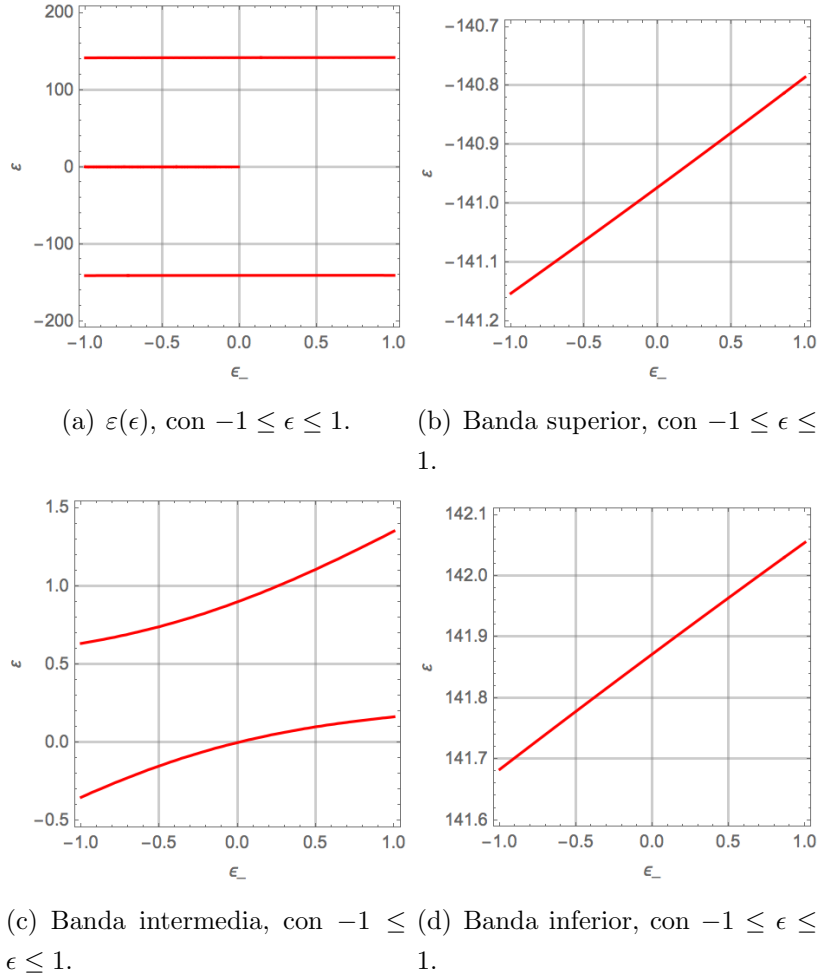 200
100
0
−100
−200
ε
−1.0 −0.5 0.0 0.5 1.0
ϵ_
−140.7
−140.8
−140.9
−141.0
−141.1
−141.2
ε
−1.0 −0.5 0.0 0.5 1.0
ϵ_
(a) ε(ϵ), con −1 ≤ ϵ ≤ 1.
(b) Banda superior, con −1 ≤ ϵ ≤
1.
1.5
1.0
0.5
0.0
−0.5
ε
−1.0 −0.5 0.0 0.5 1.0
ϵ_
142.1
142.0
141.9
141.8
141.7
141.6
ε
−1.0 −0.5 0.0 0.5 1.0
ϵ_
(c) Banda intermedia, con −1 ≤
ϵ ≤ 1.
(d) Banda inferior, con −1 ≤ ϵ ≤
1.